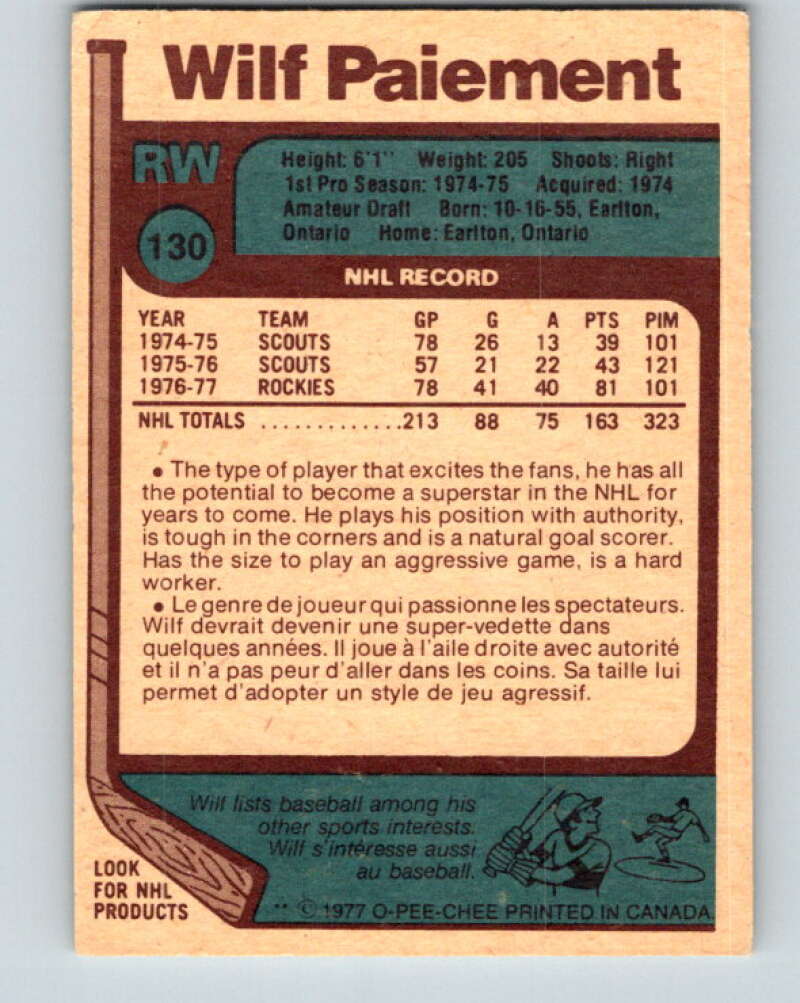 Wilf Paiement
RW
130
Height: 6'1" Weight: 205 Shoots: Right
1st Pro Season: 1974-75 Acquired: 1974
Amateur Draft Born: 10-16-55, Earlton,
Ontario Home: Earlton, Ontario
NHL RECORD
YEAR TEAM GP G A PTS PIM
1974-75 SCOUTS 78 26 13 39 101
1975-76 SCOUTS 57 21 22 43 121
1976-77 ROCKIES 78 41 40 81 101
NHL TOTALS .............213 88 75 163 323
• The type of player that excites the fans, he has all
the potential to become a superstar in the NHL for
years to come. He plays his position with authority,
is tough in the corners and is a natural goal scorer.
Has the size to play an aggressive game, is a hard
worker.
• Le genre de joueur qui passionne les spectateurs.
Wilf devrait devenir une super-vedette dans
quelques années. Il joue à l'aile droite avec autorité
et il n'a pas peur d'aller dans les coins. Sa taille lui
permet d'adopter un style de jeu agressif.
Wilf lists baseball among his
other sports interests.
Wilf s'intéresse aussi
au baseball.
LOOK
FOR NHL
PRODUCTS
** © 1977 O-PEE-CHEE PRINTED IN CANADA.